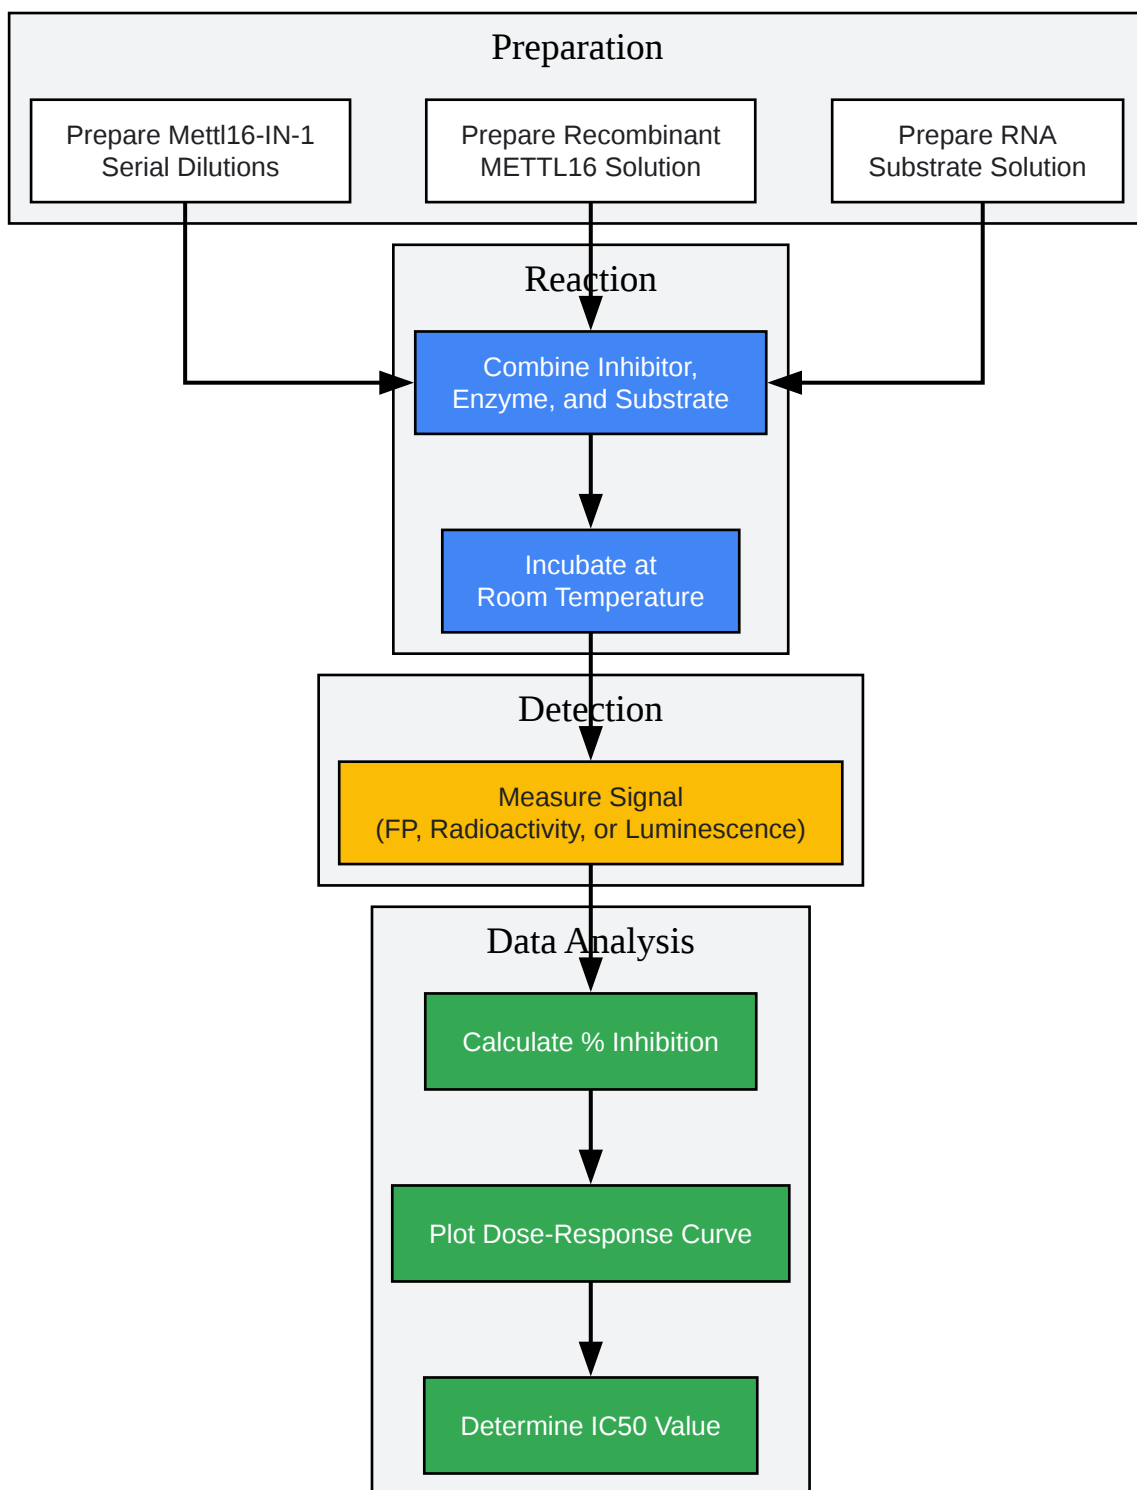 Preparation
Prepare Mettl16-IN-1
Serial Dilutions
Prepare Recombinant
METTL16 Solution
Prepare RNA
Substrate Solution
Reaction
Combine Inhibitor,
Enzyme, and Substrate
Incubate at
Room Temperature
Detection
Measure Signal
(FP, Radioactivity, or Luminescence)
Data Analysis
Calculate % Inhibition
Plot Dose-Response Curve
Determine IC50 Value